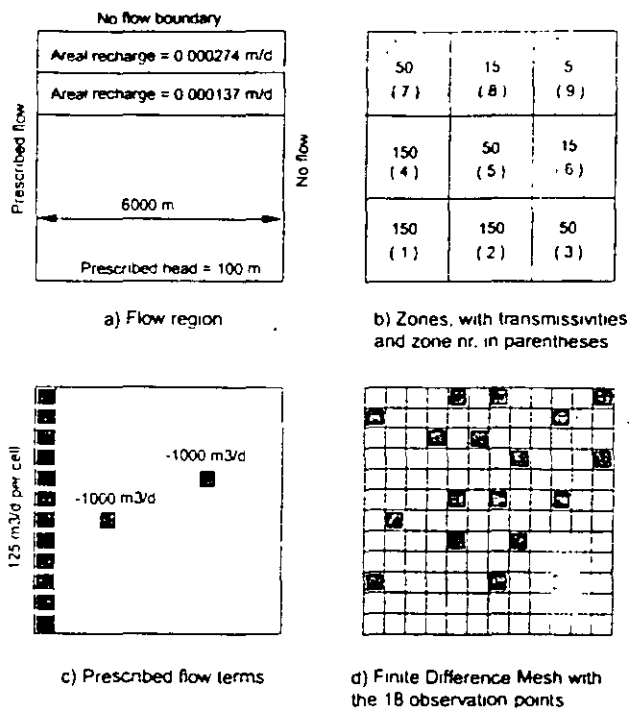 No flow boundary
Areal recharge = 0 000274 m/d
Areal recharge = 0 000137 m/d
Prescribed flow
No flow
6000 m
Prescribed head = 100 m
a) Flow region
50 15 5
(7) (8) (9)
150 50 15
(4) (5) 6)
150 150 50
(1) (2) (3)
b) Zones, with transmissivities
and zone nr. in parentheses
125 m3/d per cell
-1000 m3/d
-1000 m3/d
c) Prescribed flow terms
d) Finite Difference Mesh with
the 18 observation points